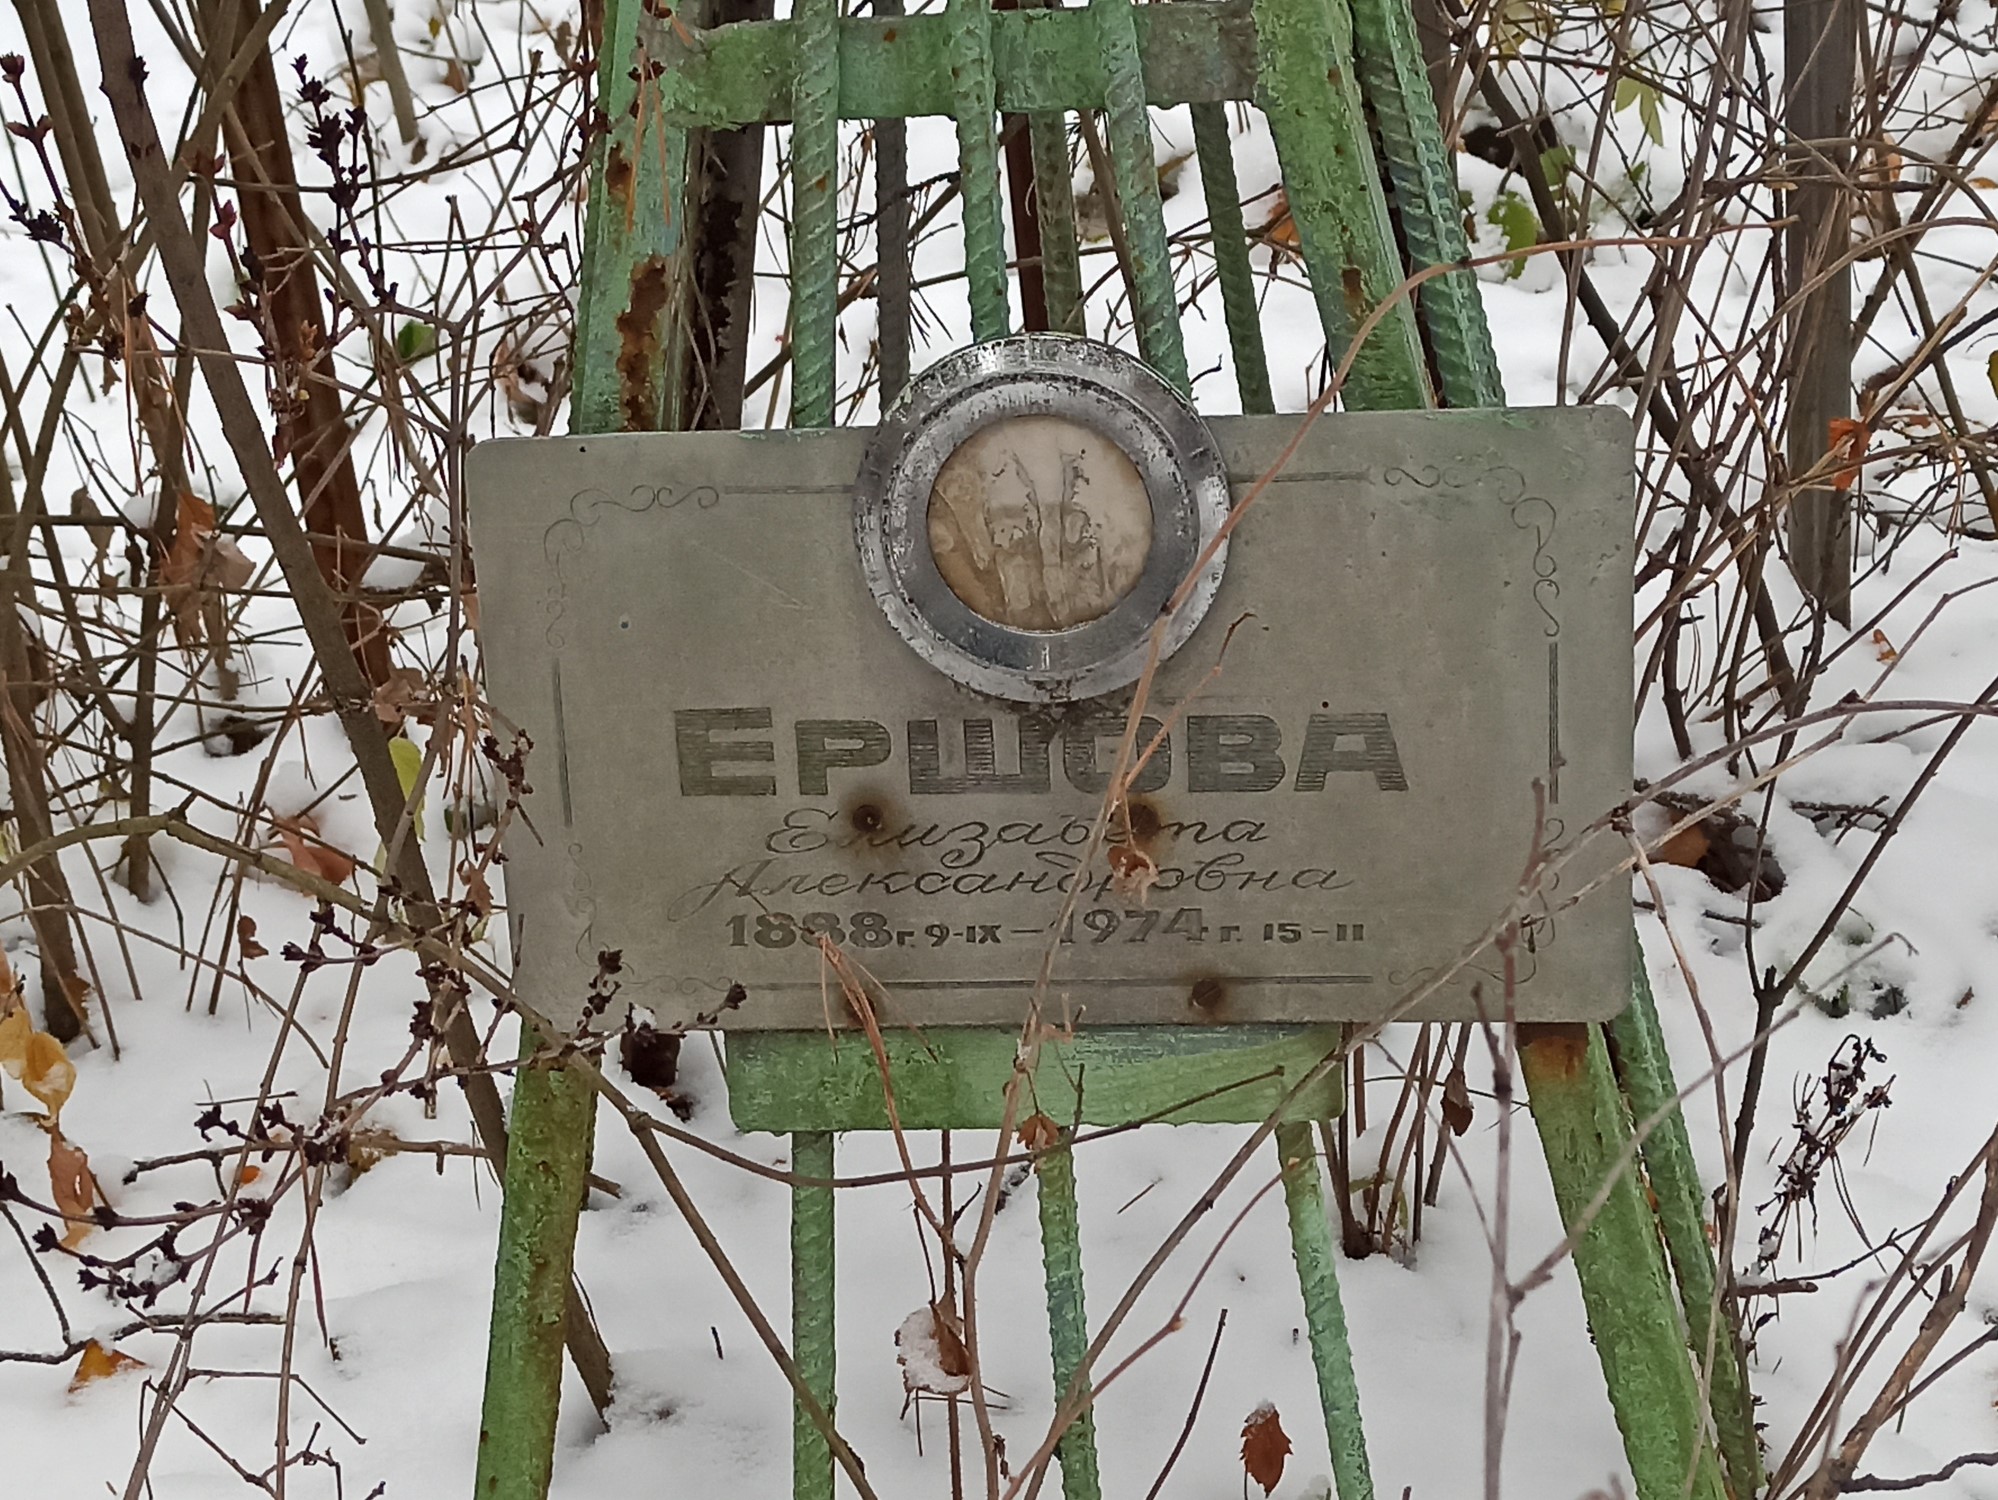 ЕРШОВА
Елизавета
Александровна
1888г. 9-IX–1974г. 15-II